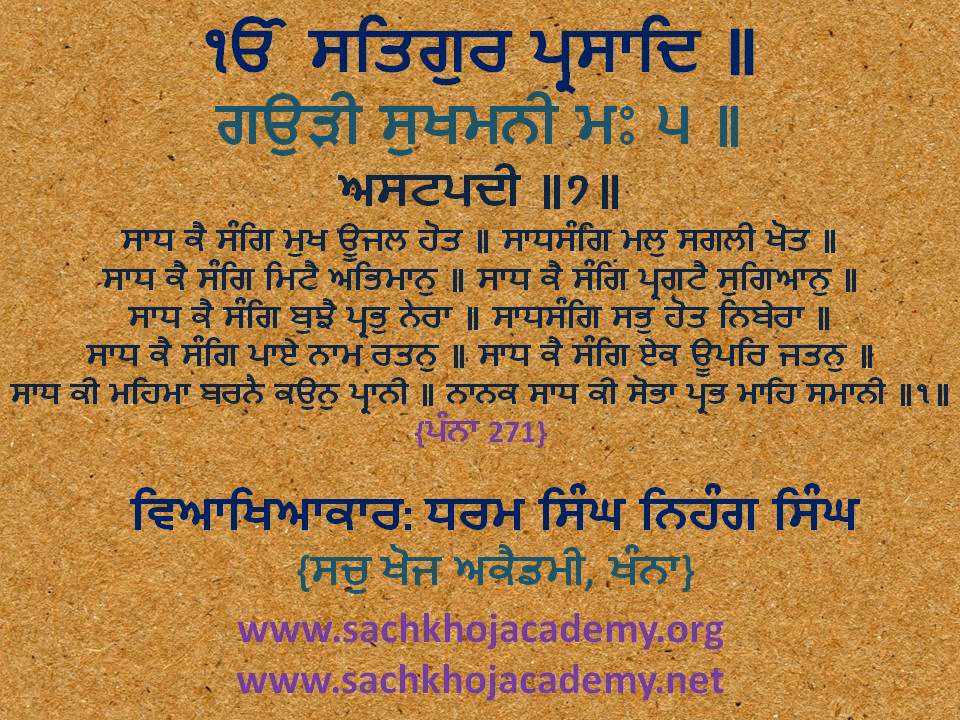 ੴ ਸਤਿਗੁਰ ਪ੍ਰਸਾਦਿ ॥
ਗਉੜੀ ਸੁਖਮਨੀ ਮਃ ੫ ॥
ਅਸਟਪਦੀ ॥੭॥
ਸਾਧ ਕੈ ਸੰਗਿ ਮੁਖ ਊਜਲ ਹੋਤ ॥ ਸਾਧਸੰਗਿ ਮਲੁ ਸਗਲੀ ਖੋਤ ॥
ਸਾਧ ਕੈ ਸੰਗਿ ਮਿਟੈ ਅਭਿਮਾਨੁ ॥ ਸਾਧ ਕੈ ਸੰਗਿ ਪ੍ਰਗਟੈ ਸੁਗਿਆਨੁ ॥
ਸਾਧ ਕੈ ਸੰਗਿ ਬੁਝੈ ਪ੍ਰਭੁ ਨੇਰਾ ॥ ਸਾਧਸੰਗਿ ਸਭੁ ਹੋਤ ਨਿਬੇਰਾ ॥
ਸਾਧ ਕੈ ਸੰਗਿ ਪਾਏ ਨਾਮ ਰਤਨੁ ॥ ਸਾਧ ਕੈ ਸੰਗਿ ਏਕ ਊਪਰਿ ਜਤਨੁ ॥
ਸਾਧ ਕੀ ਮਹਿਮਾ ਬਰਨੈ ਕਉਨੁ ਪ੍ਰਾਨੀ ॥ ਨਾਨਕ ਸਾਧ ਕੀ ਸੋਭਾ ਪ੍ਰਭ ਮਾਹਿ ਸਮਾਨੀ ॥੧॥
{ਪੰਨਾ 271}
ਵਿਆਖਿਆਕਾਰ: ਧਰਮ ਸਿੰਘ ਨਿਹੰਗ ਸਿੰਘ
{ਸਚੁ ਖੋਜ ਅਕੈਡਮੀ, ਖੰਨਾ}
www.sachkhojacademy.org
www.sachkhojacademy.net